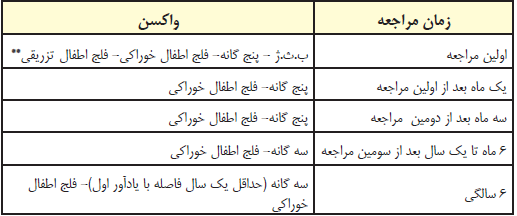 زمان مراجعه	واکسن
اولین مراجعه	ب.ث.ژ – پنج گانه– فلج اطفال خوراکی– فلج اطفال تزریقی**
یک ماه بعد از اولین مراجعه	پنج گانه– فلج اطفال خوراکی
سه ماه بعد از دومین مراجعه	پنج گانه– فلج اطفال خوراکی
۶ ماه تا یک سال بعد از سومین مراجعه	سه گانه– فلج اطفال خوراکی
۶ سالگی	سه گانه (حداقل یک سال فاصله با یادآور اول)– فلج اطفال
خوراکی